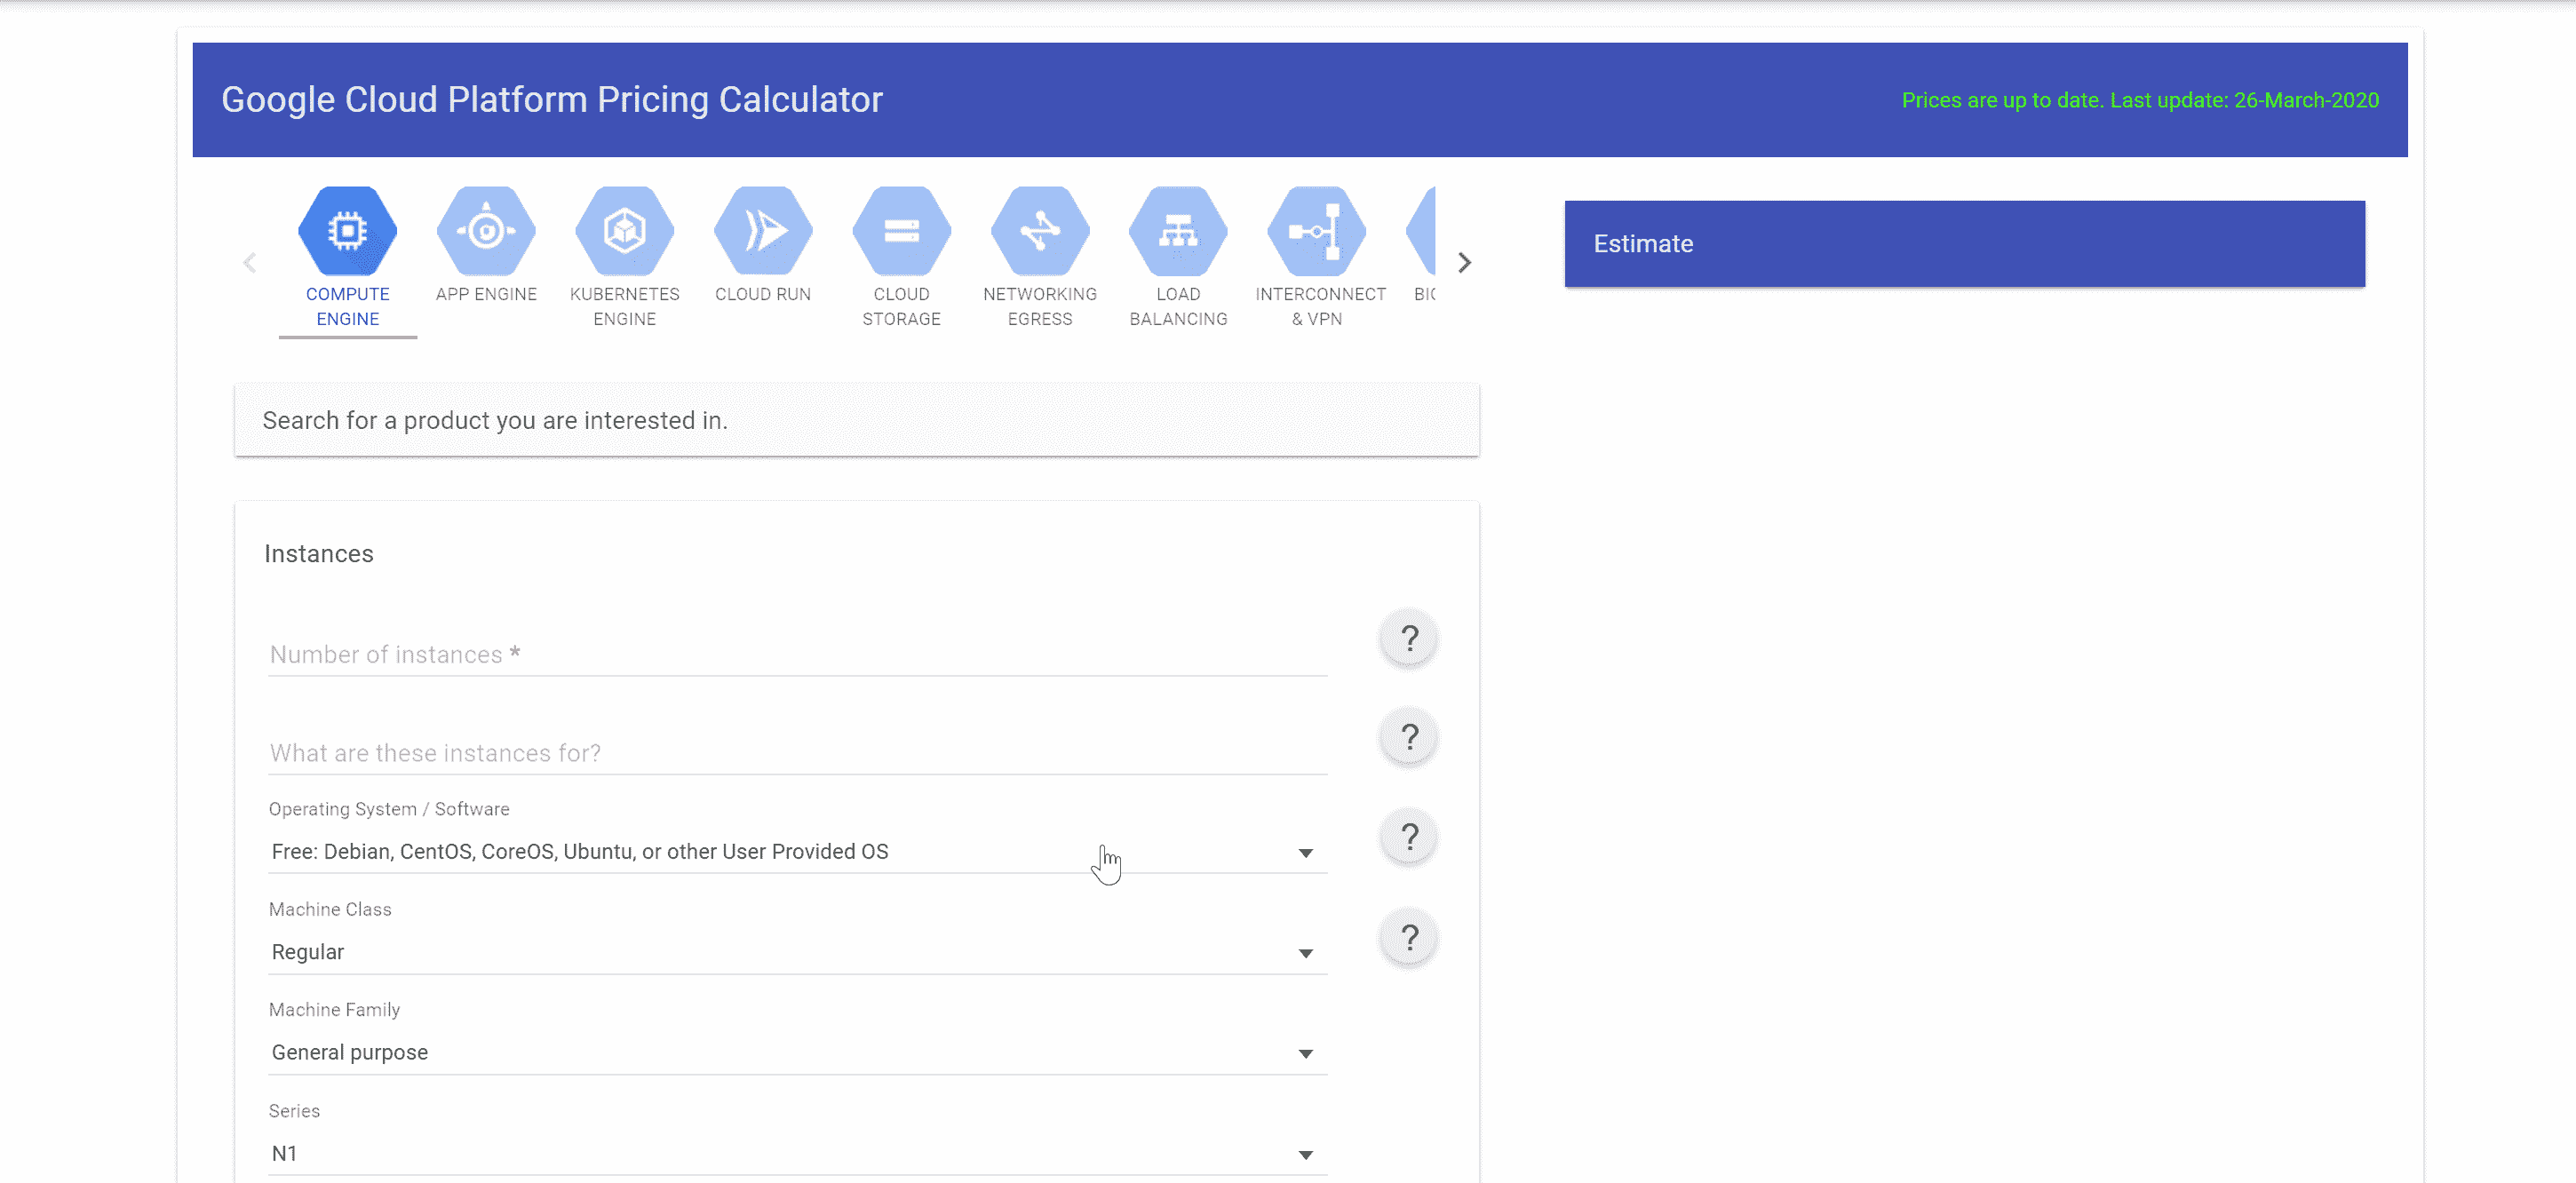 Google Cloud Platform Pricing Calculator
Prices are up to date. Last update: 26-March-2020
COMPUTE
ENGINE
APP ENGINE
KUBERNETES
ENGINE
CLOUD RUN
CLOUD
STORAGE
NETWORKING
EGRESS
LOAD
BALANCING
INTERCONNECT
& VPN
Estimate
Search for a product you are interested in.
Instances
Number of instances *
?
What are these instances for?
?
Operating System / Software
Free: Debian, CentOS, CoreOS, Ubuntu, or other User Provided OS
?
Machine Class
Regular
?
Machine Family
General purpose
Series
N1